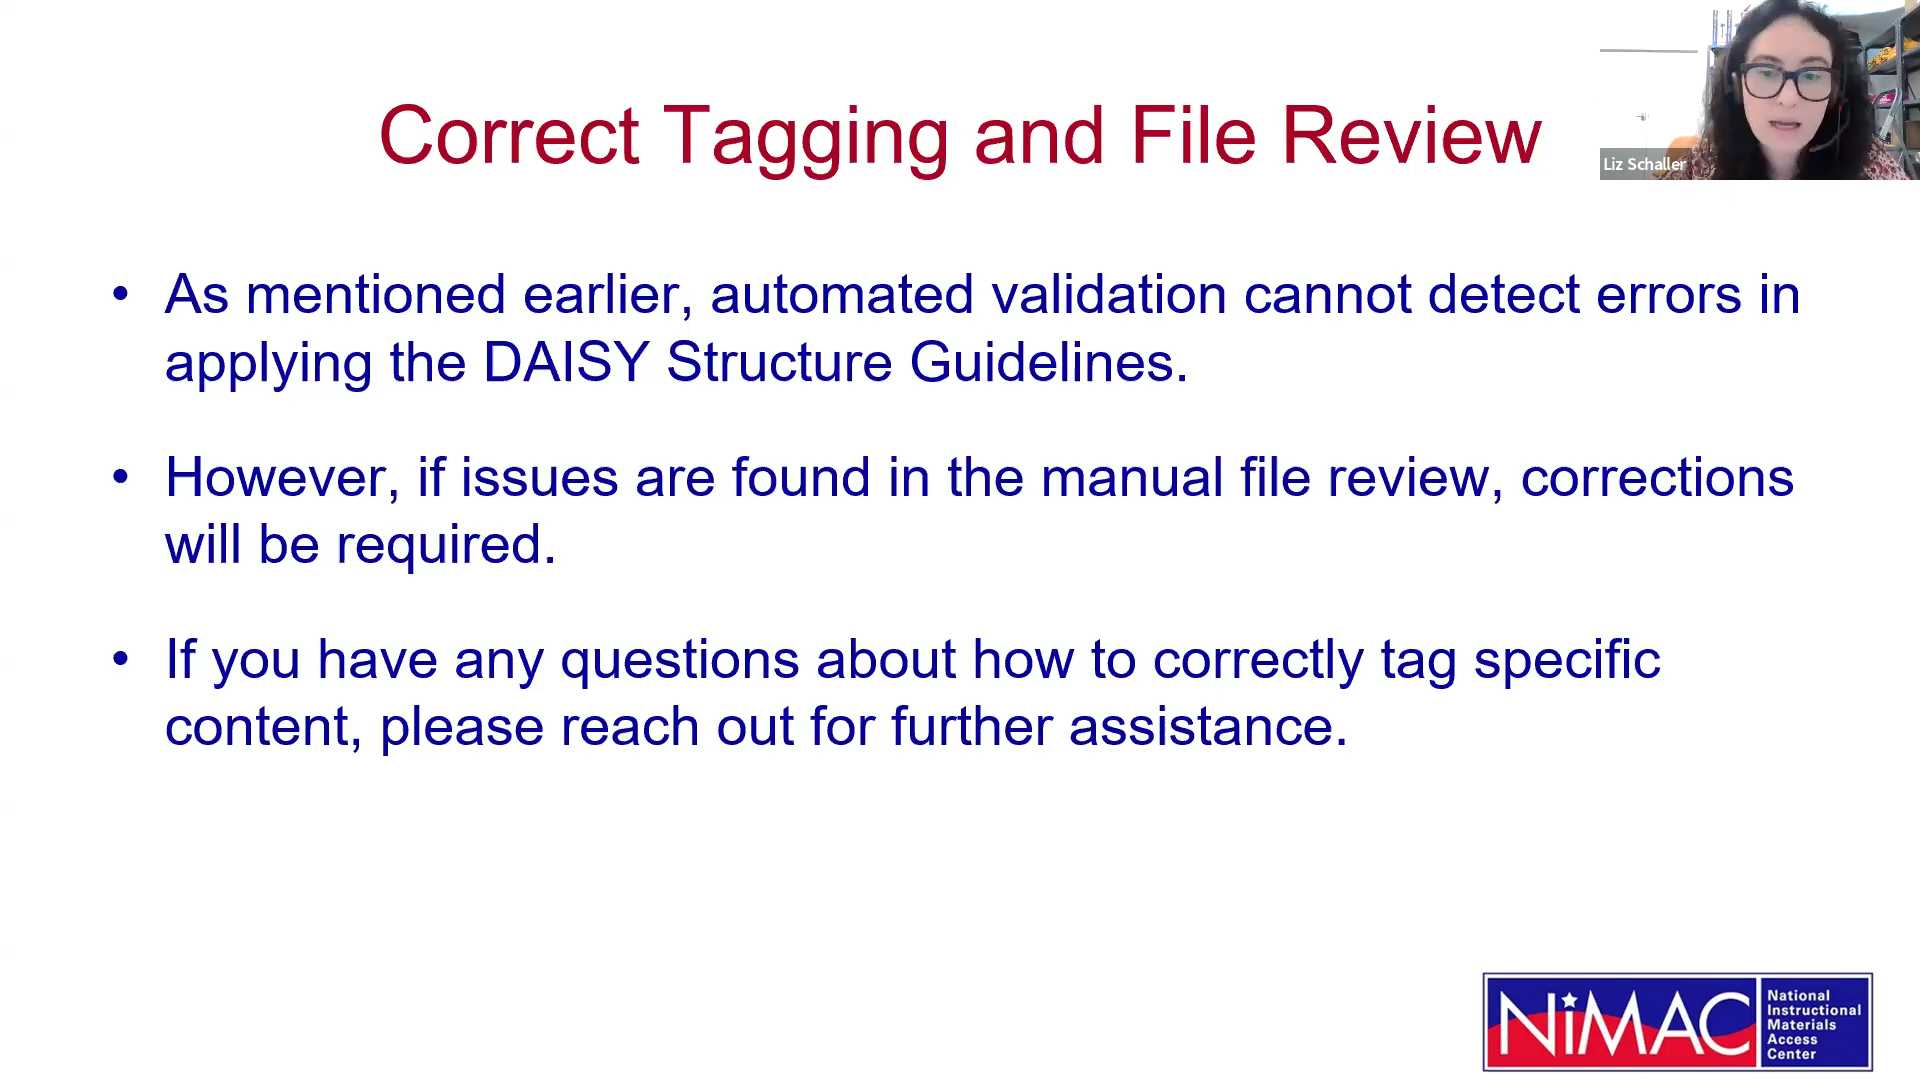 Correct Tagging and File Review
Liz Schaller
• As mentioned earlier, automated validation cannot detect errors in
applying the DAISY Structure Guidelines.
• However, if issues are found in the manual file review, corrections
will be required.
• If you have any questions about how to correctly tag specific
content, please reach out for further assistance.
NiMAC
National
Instructional
Materials
Access
Center